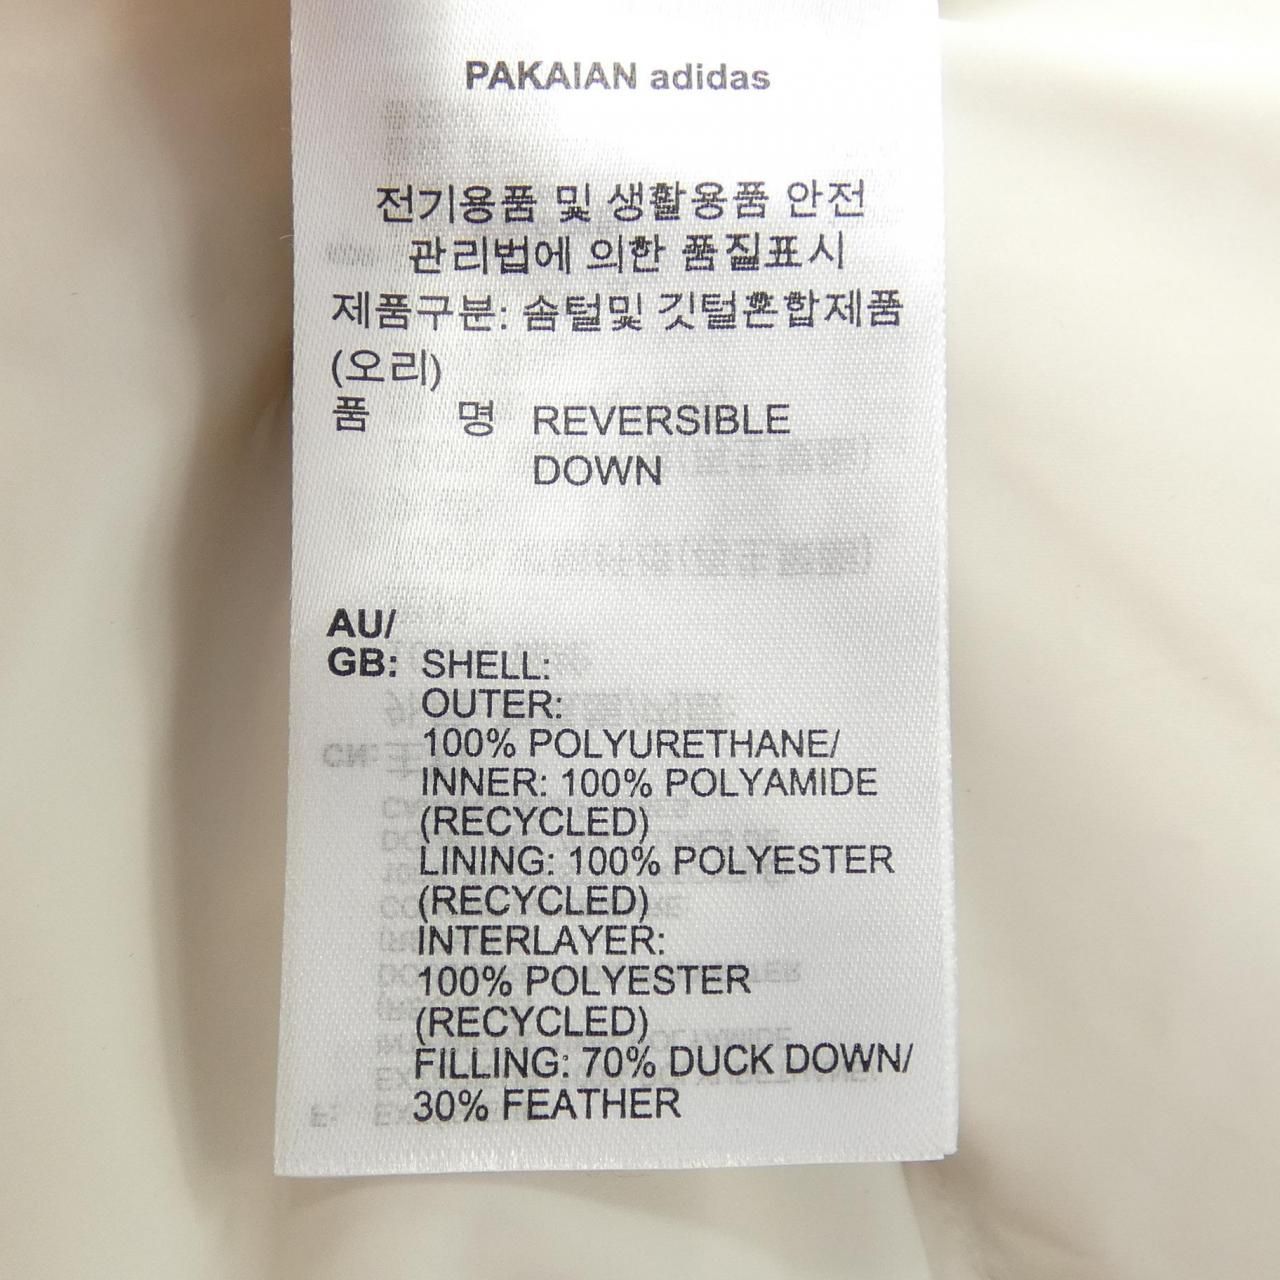 PAKAIAN adidas
전기용품 및 생활용품 안전
관리법에 의한 품질표시
제품구분: 솜털및 깃털혼합제품
(오리)
품 명 REVERSIBLE
DOWN
AU/
GB: SHELL:
OUTER:
100% POLYURETHANE/
INNER: 100% POLYAMIDE
(RECYCLED)
LINING: 100% POLYESTER
(RECYCLED)
INTERLAYER:
100% POLYESTER
(RECYCLED)
FILLING: 70% DUCK DOWN/
30% FEATHER